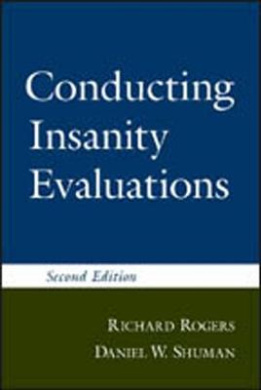 Conducting
Insanity
Evaluations
Second Edition
RICHARD ROGERS
DANIEL W. SHUMAN